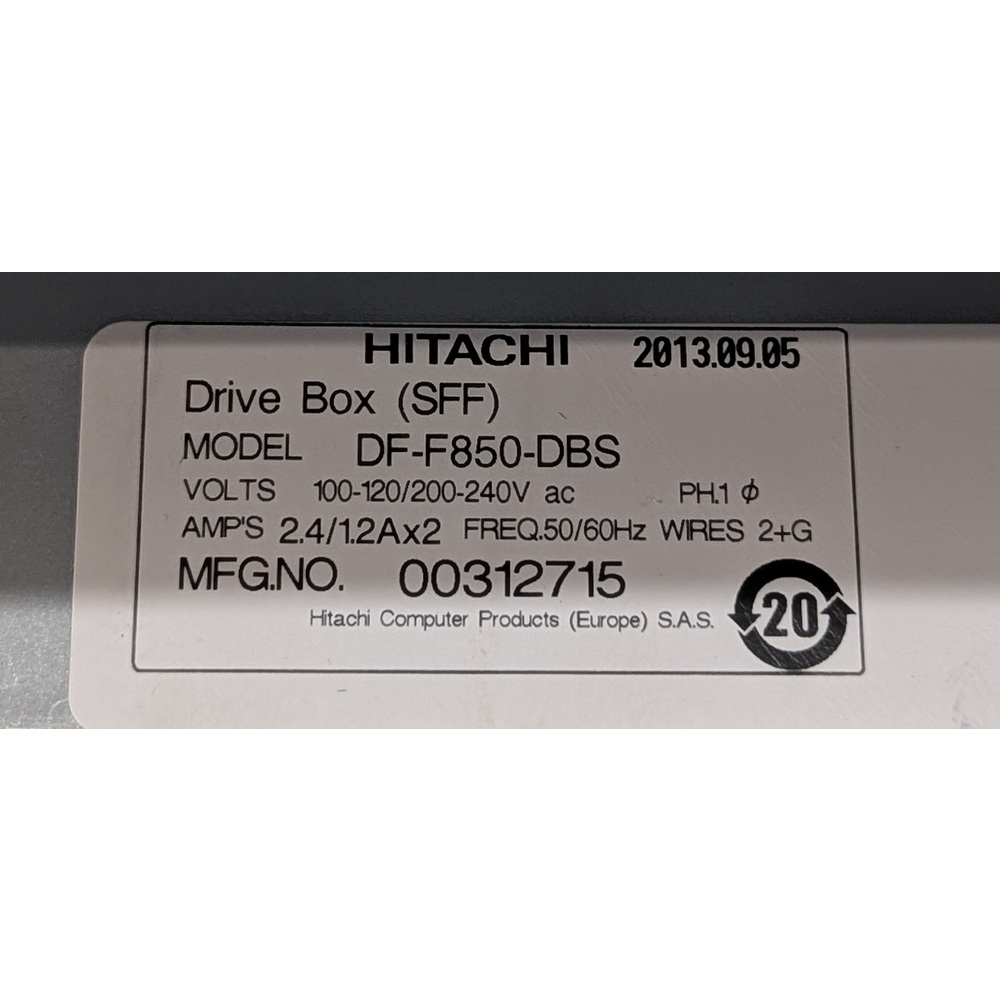 HITACHI 2013.09.05
Drive Box (SFF)
MODEL DF-F850-DBS
VOLTS 100-120/200-240V ac PH.1 ϕ
AMP'S 2.4/1.2Ax2 FREQ.50/60Hz WIRES 2+G
MFG.NO. 00312715
Hitachi Computer Products (Europe) S.A.S.
20